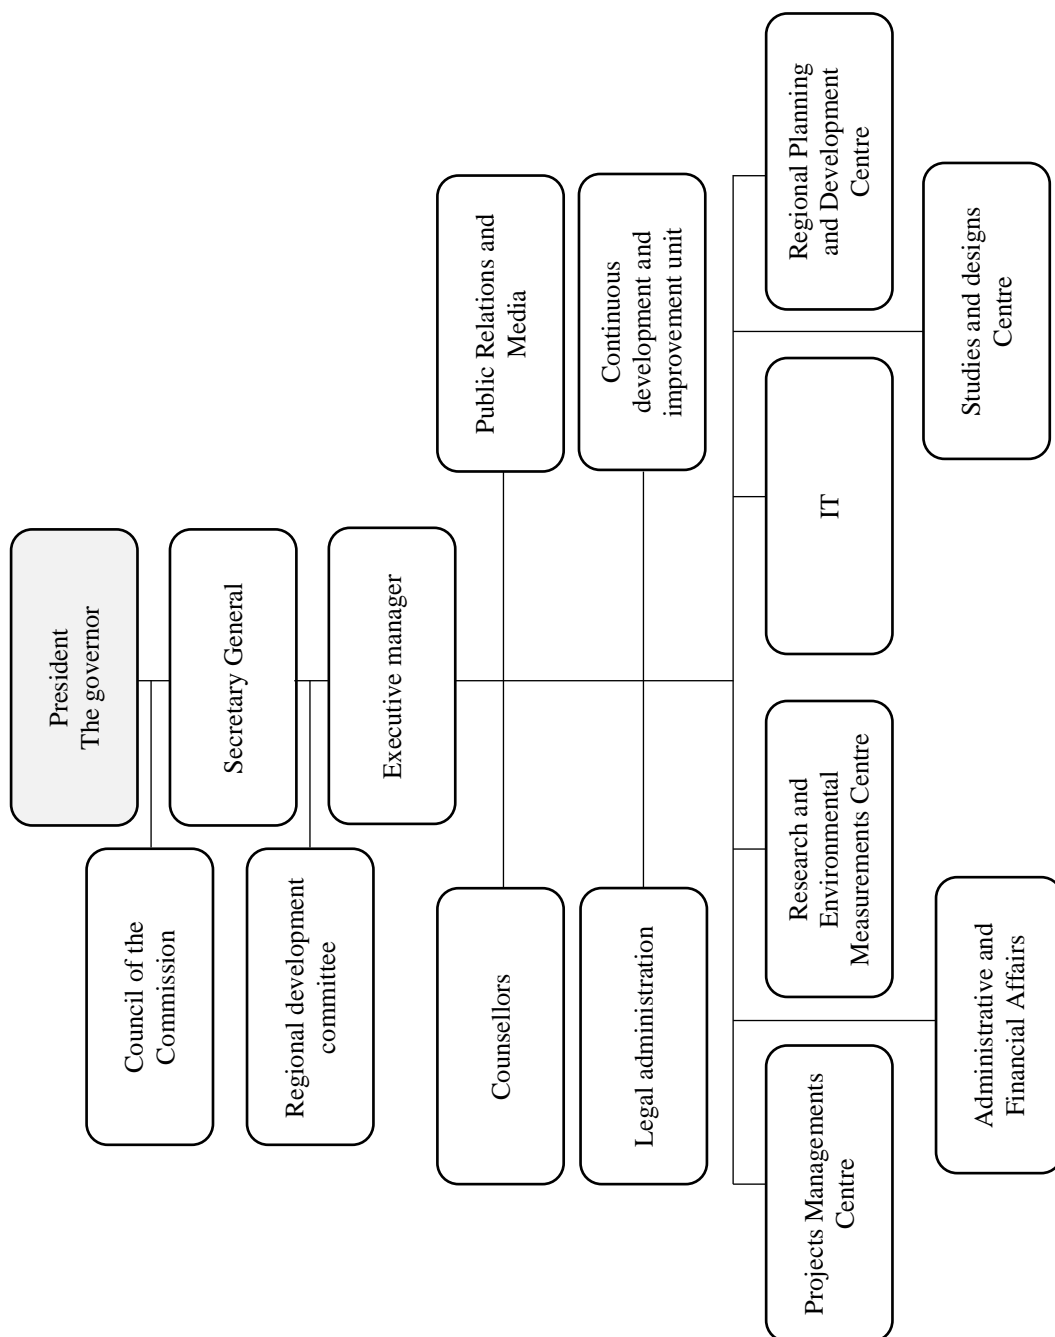 President
The governor
Council of the
Commission
Secretary General
Regional development
committee
Executive manager
Counsellors
Public Relations and
Media
Legal administration
Continuous
development and
improvement unit
Projects Managements
Centre
Research and
Environmental
Measurements Centre
IT
Regional Planning
and Development
Centre
Administrative and
Financial Affairs
Studies and designs
Centre